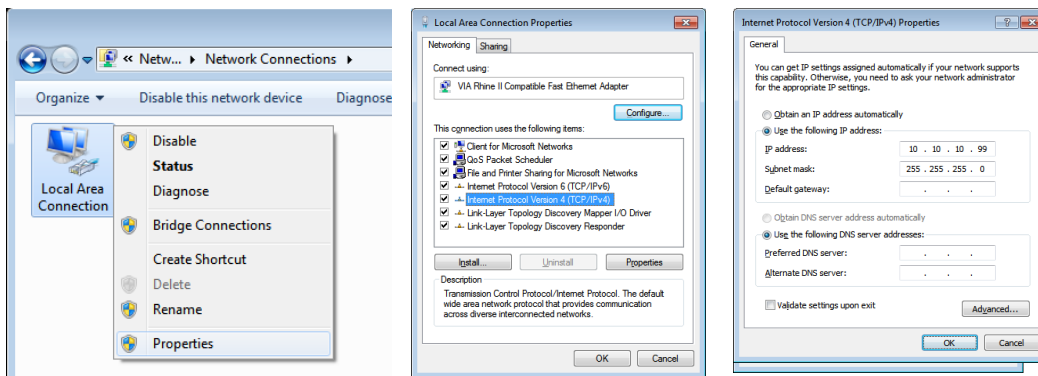 « Netw... ▸ Network Connections ▸
Organize ▾ Disable this network device Diagnose
Local Area
Connection
Disable
Status
Diagnose
Bridge Connections
Create Shortcut
Delete
Rename
Properties
Local Area Connection Properties
Networking Sharing
Connect using:
VIA Rhine II Compatible Fast Ethernet Adapter
Configure...
This connection uses the following items:
Client for Microsoft Networks
QoS Packet Scheduler
File and Printer Sharing for Microsoft Networks
Internet Protocol Version 6 (TCP/IPv6)
Internet Protocol Version 4 (TCP/IPv4)
Link-Layer Topology Discovery Mapper I/O Driver
Link-Layer Topology Discovery Responder
Install... Uninstall Properties
Description
Transmission Control Protocol/Internet Protocol. The default
wide area network protocol that provides communication
across diverse interconnected networks.
OK Cancel
Internet Protocol Version 4 (TCP/IPv4) Properties
General
You can get IP settings assigned automatically if your network supports
this capability. Otherwise, you need to ask your network administrator
for the appropriate IP settings.
Obtain an IP address automatically
Use the following IP address:
IP address: 10 . 10 . 10 . 99
Subnet mask: 255 . 255 . 255 . 0
Default gateway: . . .
Obtain DNS server address automatically
Use the following DNS server addresses:
Preferred DNS server: . . .
Alternate DNS server: . . .
Validate settings upon exit Advanced...
OK Cancel